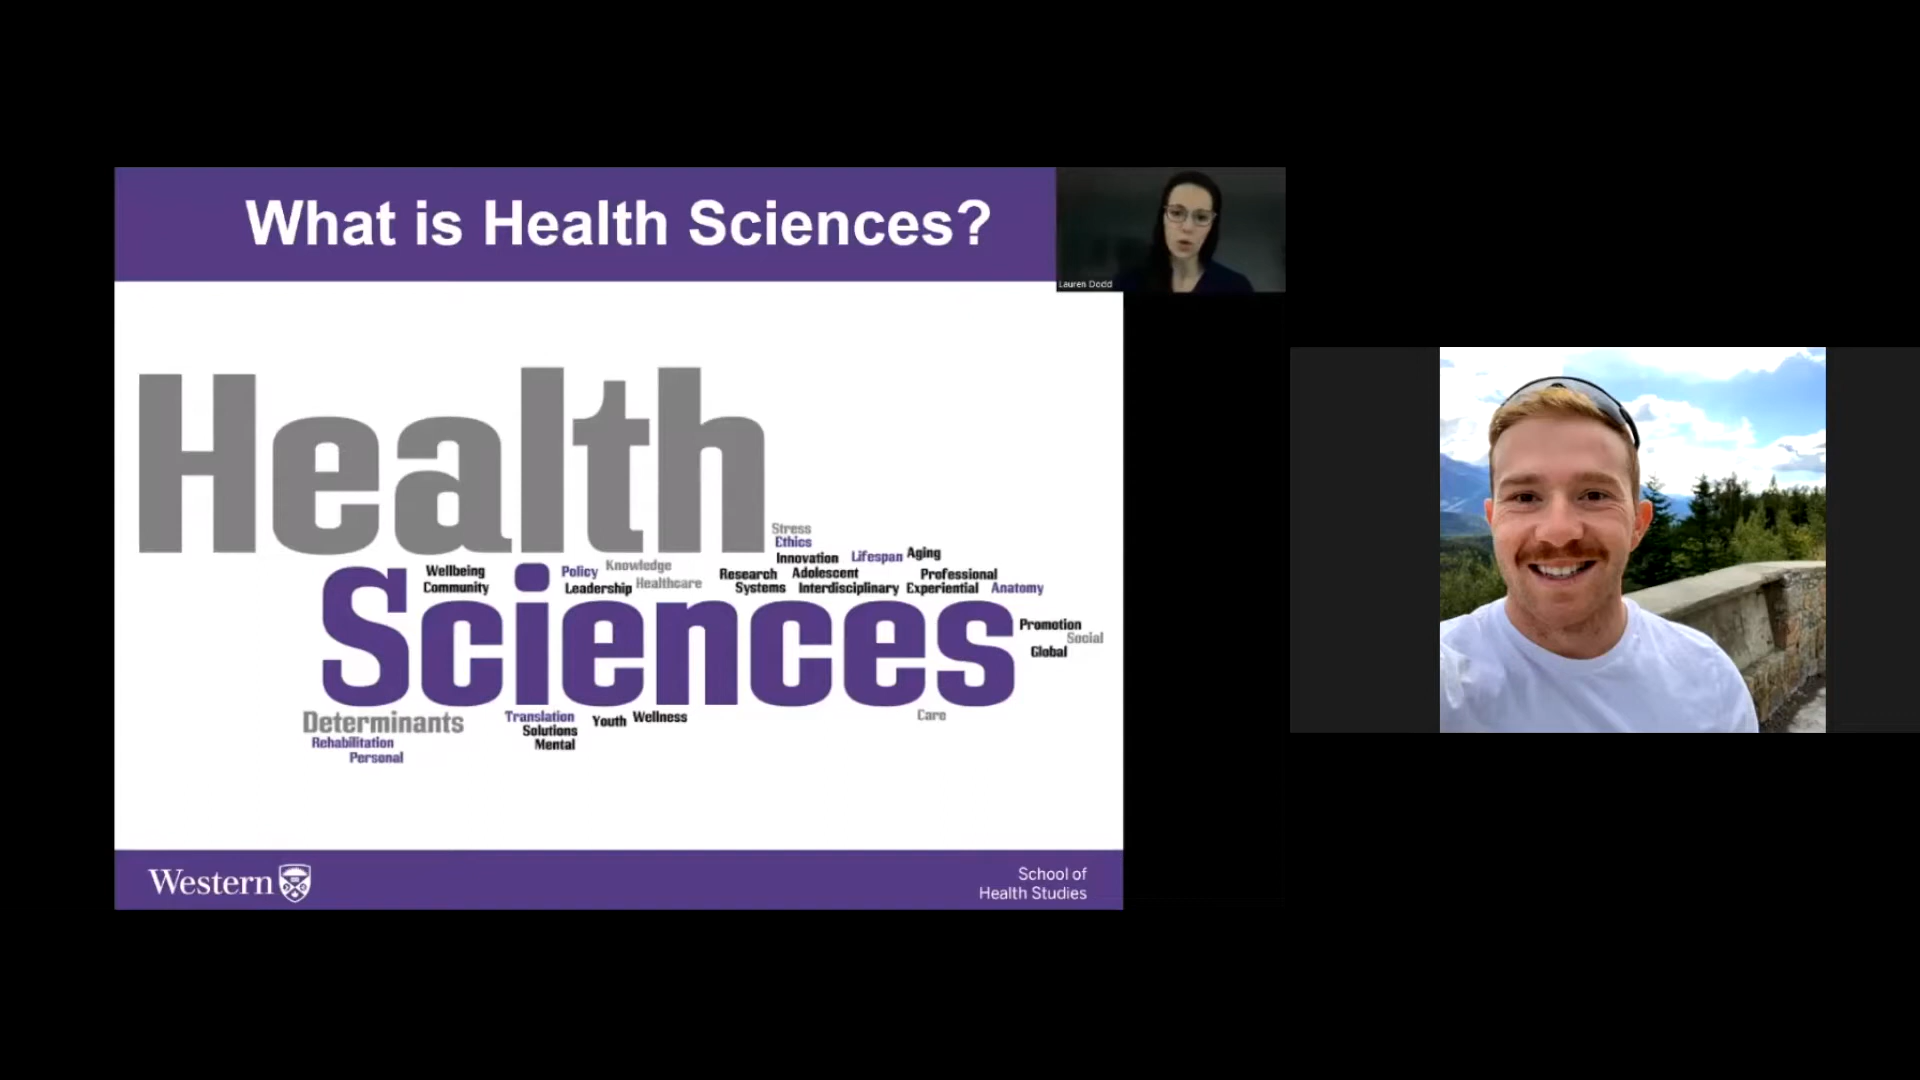 What is Health Sciences?
Lauren Dodd
Health
Stress
Ethics
Innovation Lifespan Aging
Wellbeing Policy Knowledge Research Adolescent Professional
Community Leadership Healthcare Systems Interdisciplinary Experiential Anatomy
Sciences
Promotion
Social
Global
Determinants Translation Youth Wellness Care
Rehabilitation Solutions
Personal Mental
Western
School of
Health Studies